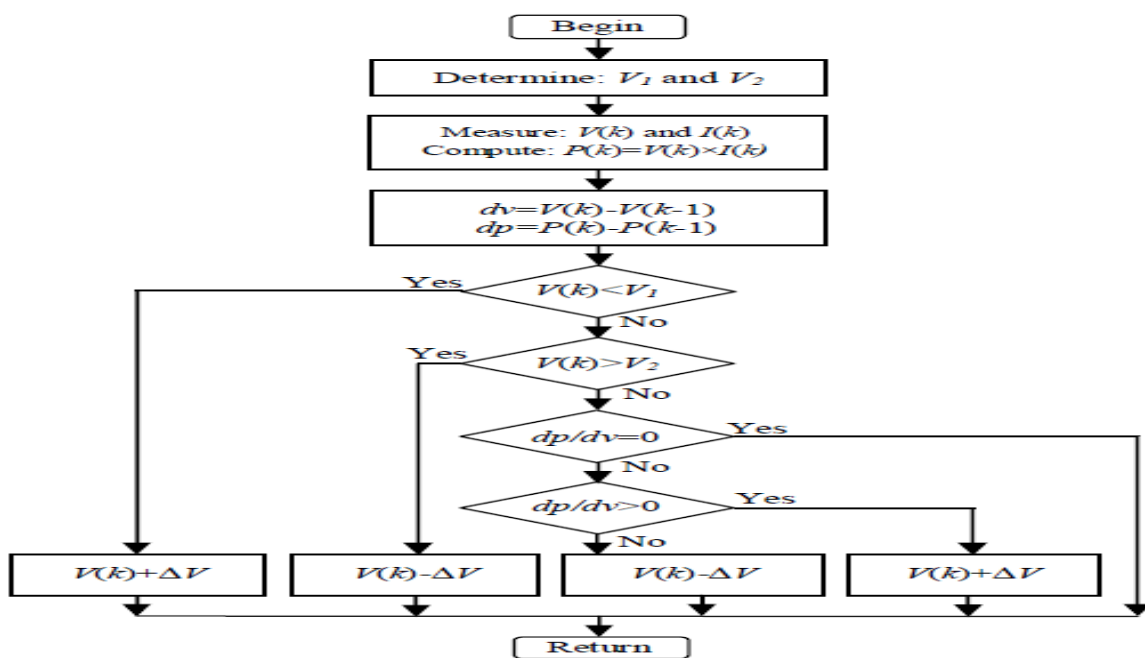 Begin
Determine: V₁ and V₂
Measure: V(k) and I(k)
Compute: P(k)=V(k)×I(k)
dv=V(k)-V(k-1)
dp=P(k)-P(k-1)
Yes
V(k)<V₁
No
Yes
V(k)>V₂
No
dp/dv=0
Yes
No
dp/dv>0
Yes
No
V(k)+ΔV
V(k)-ΔV
V(k)-ΔV
V(k)+ΔV
Return